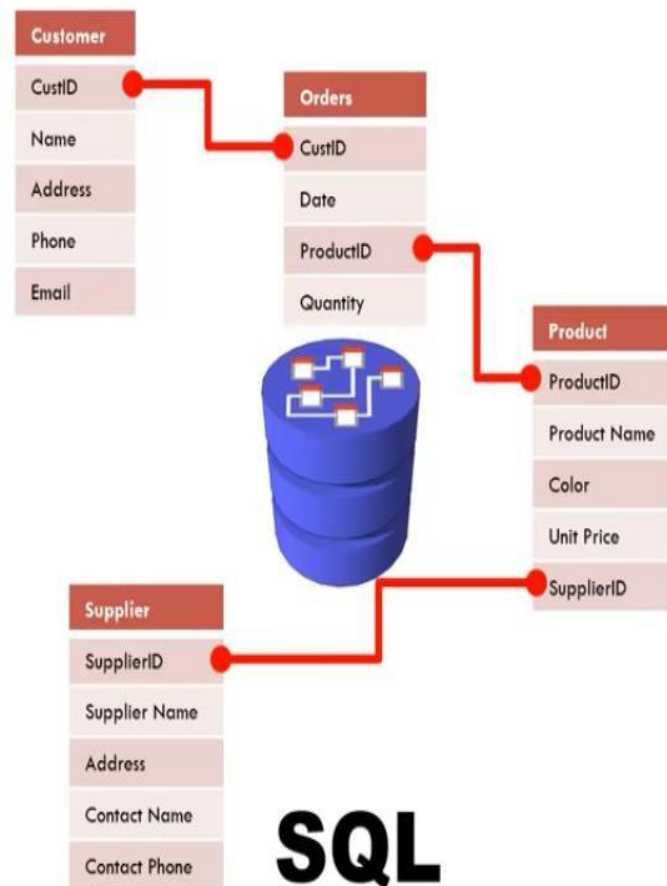 Customer
CustID
Name
Address
Phone
Email
Orders
CustID
Date
ProductID
Quantity
Product
ProductID
Product Name
Color
Unit Price
SupplierID
Supplier
SupplierID
Supplier Name
Address
Contact Name
Contact Phone
SQL